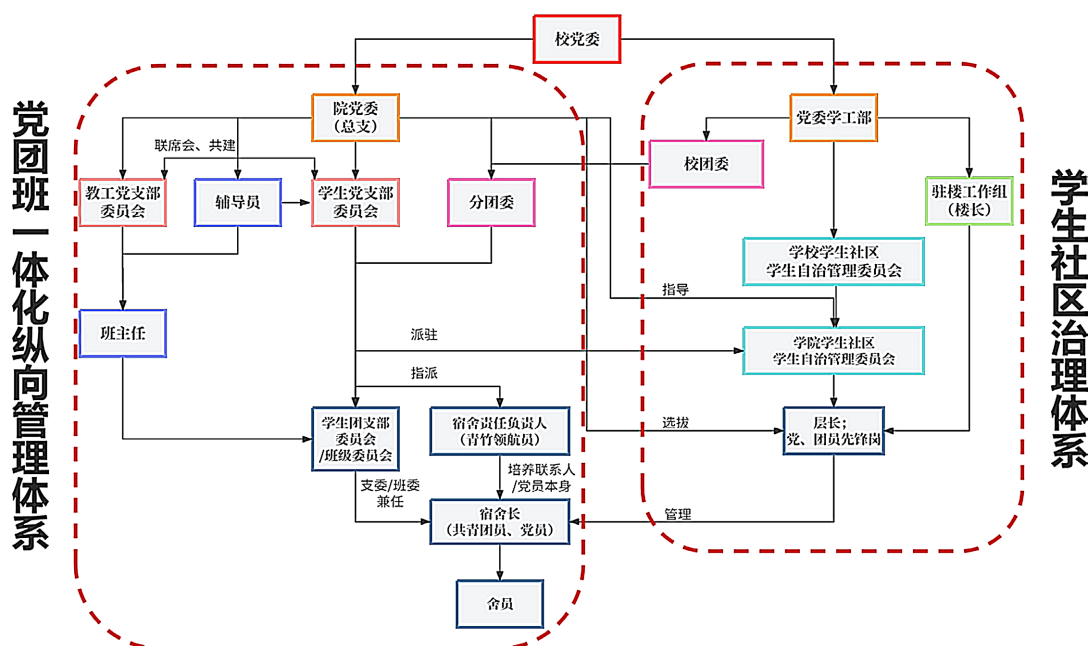 党团班一体化纵向管理体系
校党委
院党委
（总支）
党委学工部
联席会、共建
校团委
教工党支部
委员会
辅导员
学生党支部
委员会
分团委
驻楼工作组
（楼长）
学校学生社区
学生自治管理委员会
指导
班主任
派驻
学院学生社区
学生自治管理委员会
指派
学生团支部
委员会
/班级委员会
宿舍责任负责人
（青竹领航员）
选拔
层长；
党、团员先锋岗
培养联系人
/党员本身
支委/班委
兼任
宿舍长
（共青团员、党员）
管理
舍员
学生社区治理体系